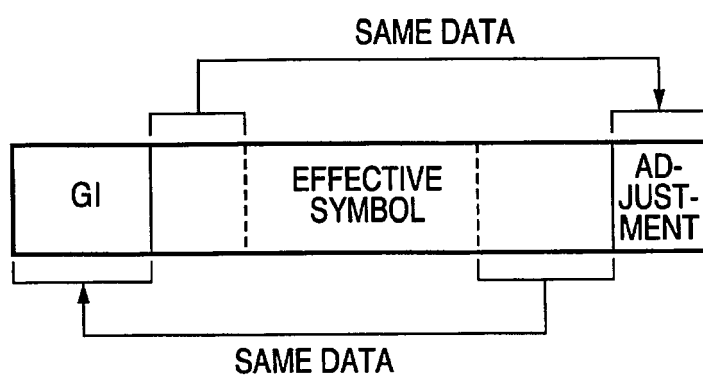 SAME DATA
GI
EFFECTIVE
SYMBOL
AD-
JUST-
MENT
SAME DATA